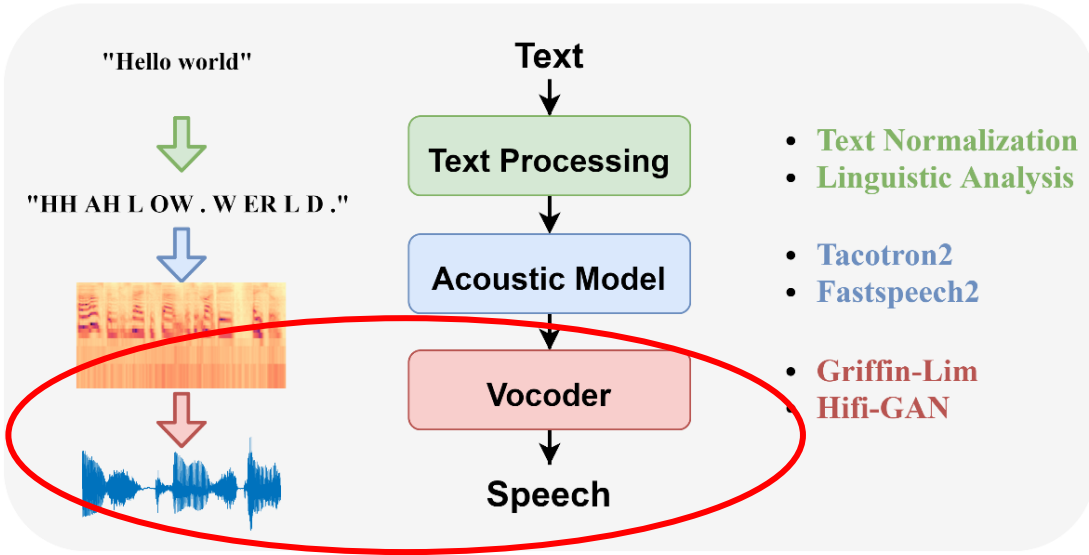 "Hello world"
"HH AH L OW . W ER L D ."
Text
Text Processing
Acoustic Model
Vocoder
Speech
• Text Normalization
• Linguistic Analysis
• Tacotron2
• Fastspeech2
• Griffin-Lim
• Hifi-GAN